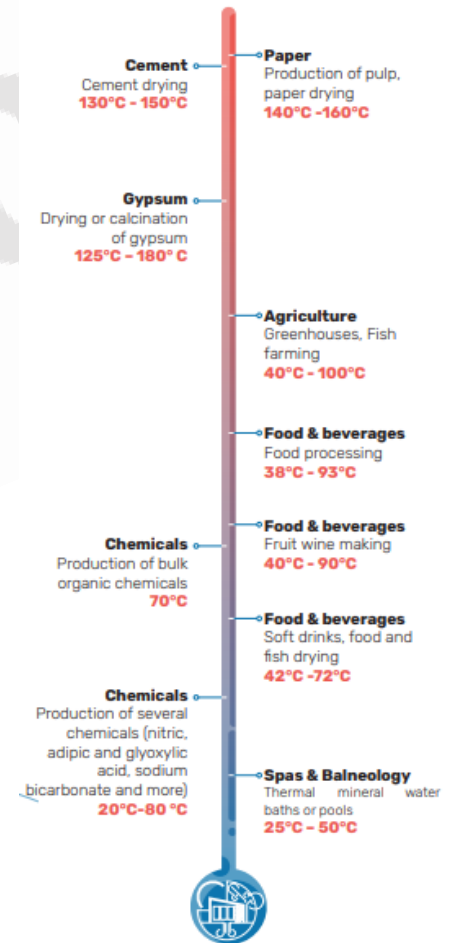 Cement
Cement drying
130°C - 150°C
Paper
Production of pulp,
paper drying
140°C -160°C
Gypsum
Drying or calcination
of gypsum
125°C – 180° C
Agriculture
Greenhouses, Fish
farming
40°C - 100°C
Food & beverages
Food processing
38°C - 93°C
Food & beverages
Fruit wine making
40°C - 90°C
Chemicals
Production of bulk
organic chemicals
70°C
Food & beverages
Soft drinks, food and
fish drying
42°C -72°C
Chemicals
Production of several
chemicals (nitric,
adipic and glyoxylic
acid, sodium
bicarbonate and more)
20°C-80 °C
Spas & Balneology
Thermal mineral water
baths or pools
25°C – 50°C